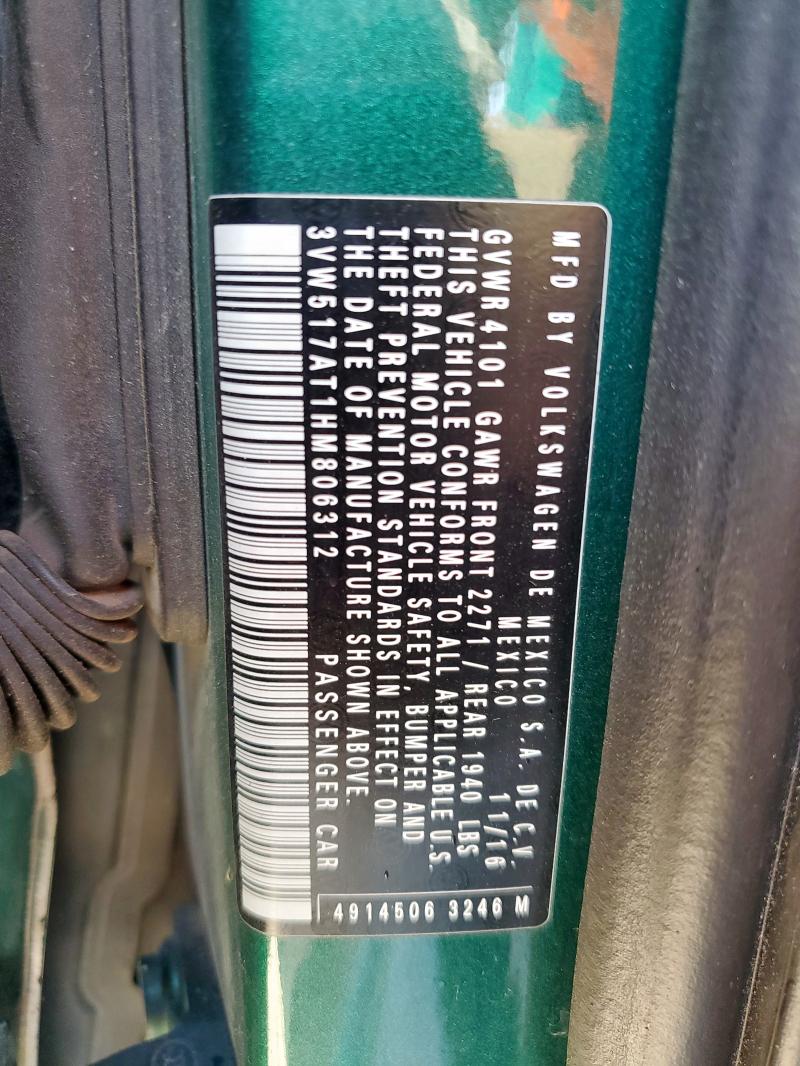 MFD BY VOLKSWAGEN DE MEXICO S.A. DE C.V.
MEXICO 11/16
GVWR 4101 GAWR FRONT 2271 / REAR 1940 LBS
THIS VEHICLE CONFORMS TO ALL APPLICABLE U.S.
FEDERAL MOTOR VEHICLE SAFETY, BUMPER AND
THEFT PREVENTION STANDARDS IN EFFECT ON
THE DATE OF MANUFACTURE SHOWN ABOVE.
3VW517AT1HM806312 PASSENGER CAR
4914506 3246 M